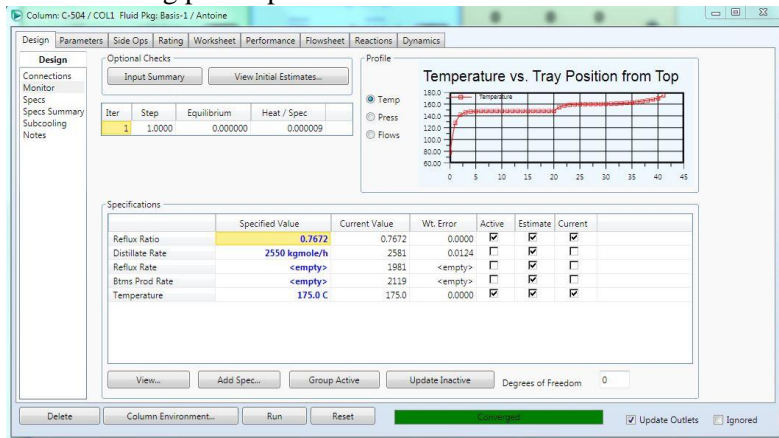 Column: C-504 / COL1 Fluid Pkg: Basis-1 / Antoine
Design Parameters Side Ops Rating Worksheet Performance Flowsheet Reactions Dynamics
Design
Connections
Monitor
Specs
Specs Summary
Subcooling
Notes
Optional Checks
Input Summary View Initial Estimates...
Iter Step Equilibrium Heat / Spec
1 1.0000 0.000000 0.000009
Profile
Temp
Press
Flows
Temperature vs. Tray Position from Top
Temperature
180.0
160.0
140.0
120.0
100.0
80.00
60.00
0 5 10 15 20 25 30 35 40 45
Specifications
Specified Value Current Value Wt. Error Active Estimate Current
Reflux Ratio 0.7672 0.7672 0.0000
Distillate Rate 2550 kgmole/h 2581 0.0124
Reflux Rate <empty> 1981 <empty>
Btms Prod Rate <empty> 2119 <empty>
Temperature 175.0 C 175.0 0.0000
View... Add Spec... Group Active Update Inactive Degrees of Freedom 0
Delete Column Environment... Run Reset Converged Update Outlets Ignored